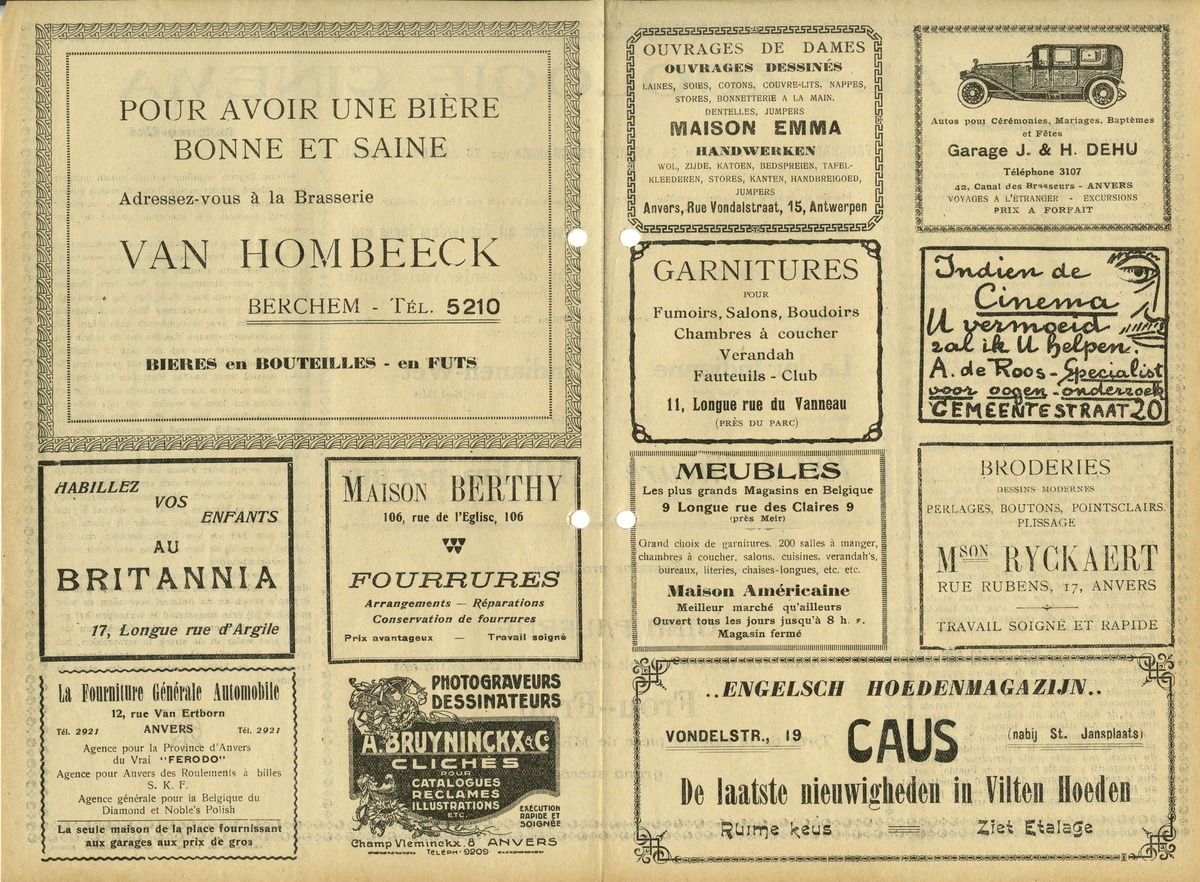 POUR AVOIR UNE BIÈRE
BONNE ET SAINE
Adressez-vous à la Brasserie
VAN HOMBEECK
BERCHEM - TÉL. 5210
BIERES en BOUTEILLES - en FUTS
HABILLEZ
VOS
ENFANTS
AU
BRITANNIA
17, Longue rue d'Argile
MAISON BERTHY
106, rue de l'Eglise, 106
FOURRURES
Arrangements — Réparations
Conservation de fourrures
Prix avantageux — Travail soigné
La Fourniture Générale Automobile
12, rue Van Ertborn
Tél. 2921 ANVERS Tél. 2921
Agence pour la Province d'Anvers
du Vrai "FERODO"
Agence pour Anvers des Roulements à billes
S. K. F.
Agence générale pour la Belgique du
Diamond et Noble's Polish
La seule maison de la place fournissant
aux garages aux prix de gros
PHOTOGRAVEURS
DESSINATEURS
A. BRUYNINCKX & C°
CLICHÉS
POUR
CATALOGUES
RECLAMES
ILLUSTRATIONS
ETC.
EXÉCUTION
RAPIDE ET
SOIGNÉE
Champ Vleminckx, 8 ANVERS
TÉLÉPH· 9209
OUVRAGES DE DAMES
OUVRAGES DESSINÉS
LAINES, SOIES, COTONS, COUVRE-LITS, NAPPES,
STORES, BONNETTERIE A LA MAIN,
DENTELLES, JUMPERS
MAISON EMMA
HANDWERKEN
WOL, ZIJDE, KATOEN, BEDSPREIEN, TAFEL-
KLEEDEREN, STORES, KANTEN, HANDBREIGOED,
JUMPERS
Anvers, Rue Vondelstraat, 15, Antwerpen
Autos pour Cérémonies, Mariages, Baptêmes
et Fêtes
Garage J. & H. DEHU
Téléphone 3107
42, Canal des Brasseurs - ANVERS
VOYAGES A L'ÉTRANGER - EXCURSIONS
PRIX A FORFAIT
GARNITURES
POUR
Fumoirs, Salons, Boudoirs
Chambres à coucher
Verandah
Fauteuils - Club
11, Longue rue du Vanneau
(PRÈS DU PARC)
Indien de
Cinema
U vermoeid
zal ik U helpen.
A. de Roos - Specialist
voor oogen-onderzoek
GEMEENTESTRAAT 20
MEUBLES
Les plus grands Magasins en Belgique
9 Longue rue des Claires 9
(près Meir)
Grand choix de garnitures. 200 salles à manger,
chambres à coucher, salons, cuisines, verandah's,
bureaux, literies, chaises-longues, etc. etc.
Maison Américaine
Meilleur marché qu'ailleurs
Ouvert tous les jours jusqu'à 8 h. s.
Magasin fermé
BRODERIES
DESSINS MODERNES
PERLAGES, BOUTONS, POINTSCLAIRS.
PLISSAGE
MSON RYCKAERT
RUE RUBENS, 17, ANVERS
TRAVAIL SOIGNÉ ET RAPIDE
..ENGELSCH HOEDENMAGAZIJN..
VONDELSTR., 19 CAUS (nabij St. Jansplaats)
De laatste nieuwigheden in Vilten Hoeden
Ruime keus Ziet Etalage